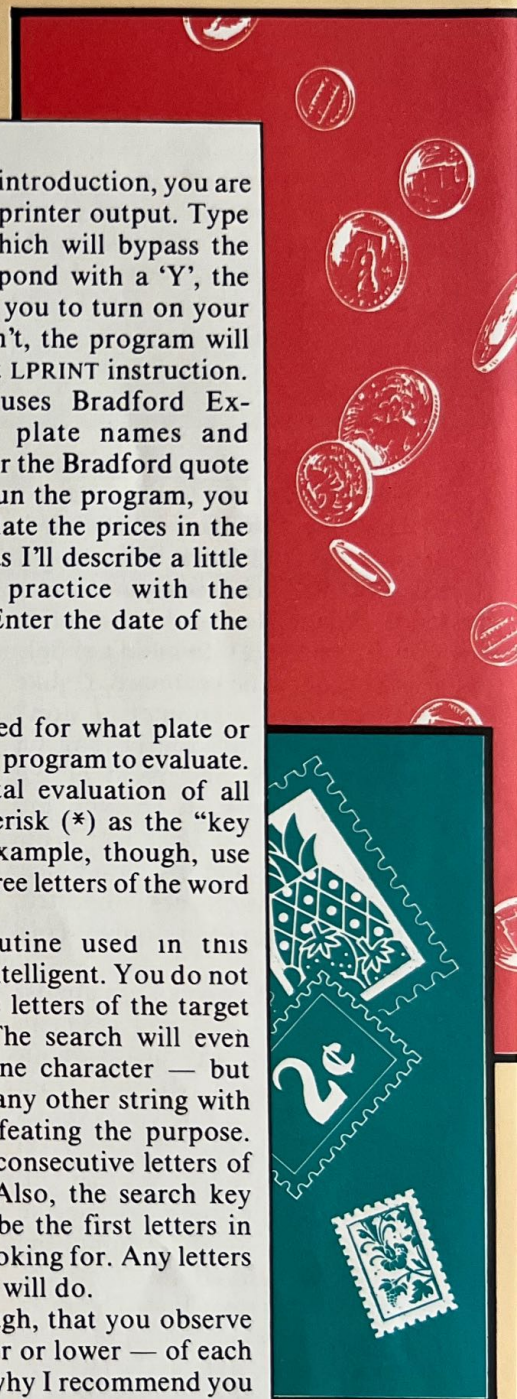 introduction, you are
printer output. Type
hich will bypass the
pond with a ‘Y’, the
you to turn on your
n’t, the program will
LPRINT instruction.
uses Bradford Ex-
plate names and
r the Bradford quote
un the program, you
ate the prices in the
s I’ll describe a little
practice with the
Enter the date of the
ed for what plate or
program to evaluate.
al evaluation of all
erisk (*) as the “key
xample, though, use
ree letters of the word
utine used in this
telligent. You do not
letters of the target
The search will even
ne character — but
any other string with
feating the purpose.
consecutive letters of
Also, the search key
be the first letters in
oking for. Any letters
will do.
gh, that you observe
r or lower — of each
why I recommend you
2¢